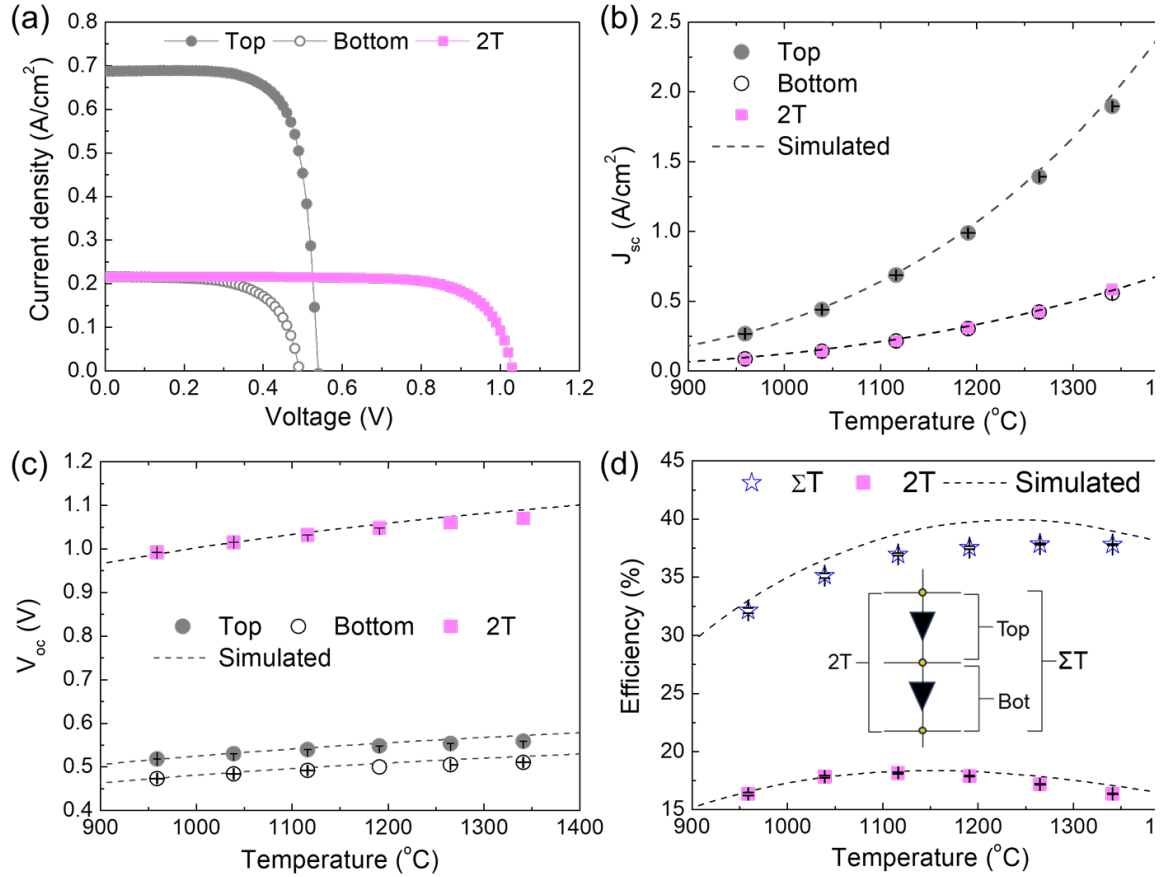 (a)
0.8
0.7
0.6
0.5
0.4
0.3
0.2
0.1
0.0
Current density (A/cm²)
Top Bottom 2T
0.0 0.2 0.4 0.6 0.8 1.0 1.2
Voltage (V)
(b)
2.5
2.0
1.5
1.0
0.5
0.0
J_sc (A/cm²)
Top
Bottom
2T
Simulated
900 1000 1100 1200 1300
Temperature (°C)
(c)
1.2
1.1
1.0
0.9
0.8
0.7
0.6
0.5
0.4
V_oc (V)
Top Bottom 2T
Simulated
900 1000 1100 1200 1300 1400
Temperature (°C)
(d)
45
40
35
30
25
20
15
Efficiency (%)
ΣT 2T Simulated
2T
Top
Bot
ΣT
900 1000 1100 1200 1300
Temperature (°C)